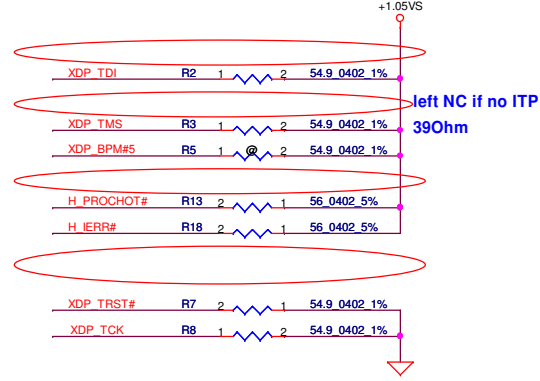 +1.05VS
XDP_TDI R2 1 2 54.9_0402_1%
left NC if no ITP
XDP_TMS R3 1 2 54.9_0402_1% 39Ohm
XDP_BPM#5 R5 1 @ 2 54.9_0402_1%
H_PROCHOT# R13 2 1 56_0402_5%
H_IERR# R18 2 1 56_0402_5%
XDP_TRST# R7 2 1 54.9_0402_1%
XDP_TCK R8 1 2 54.9_0402_1%